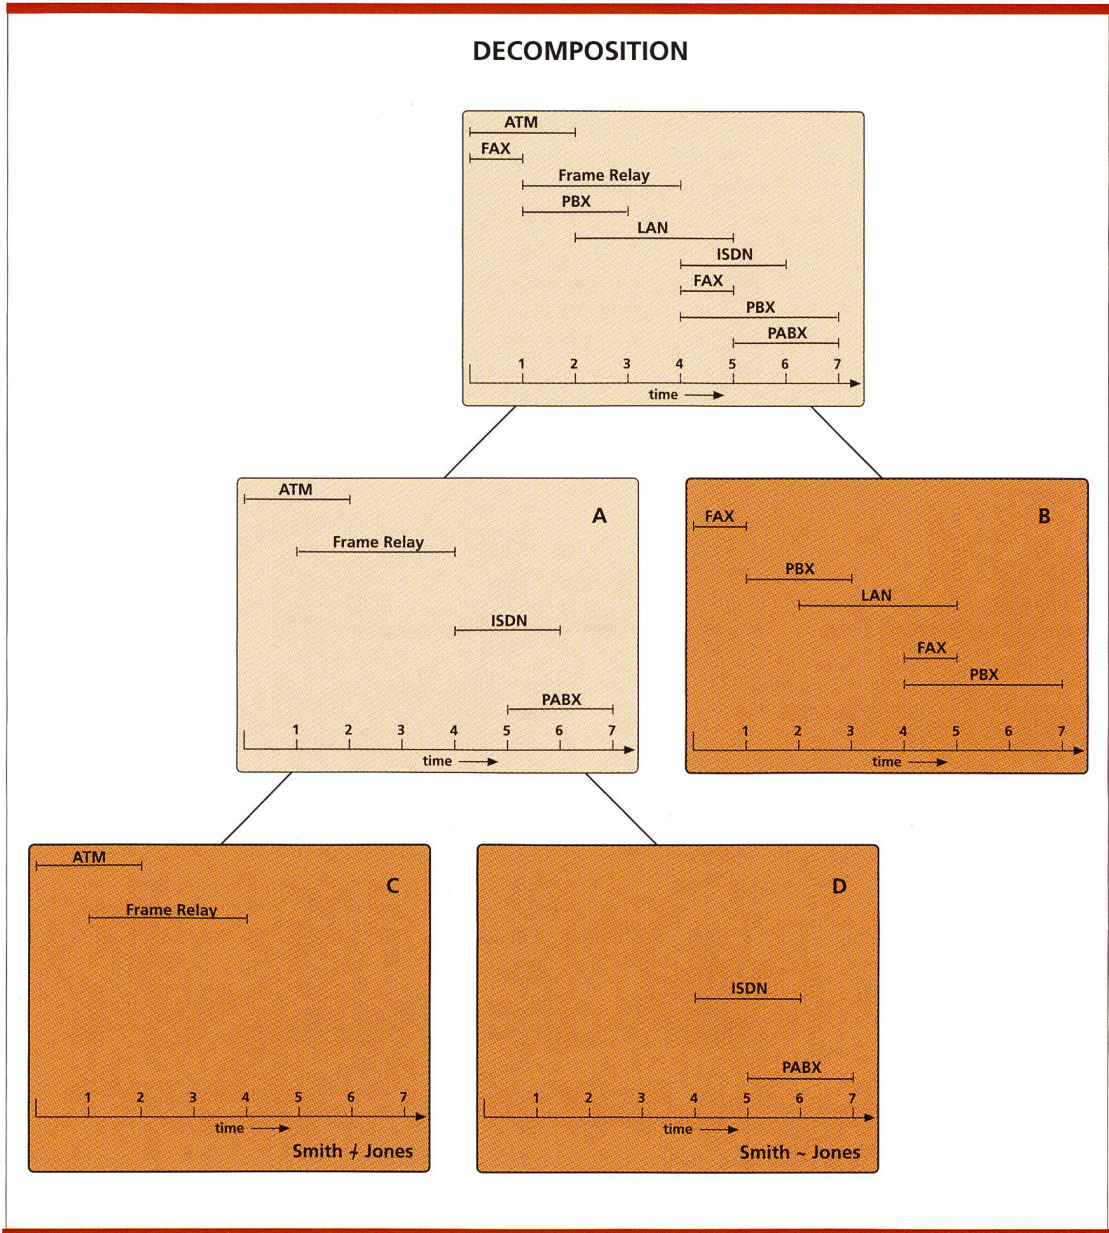 DECOMPOSITION
ATM
FAX
Frame Relay
PBX
LAN
ISDN
FAX
PBX
PABX
1 2 3 4 5 6 7
time
ATM
A
Frame Relay
ISDN
PABX
1 2 3 4 5 6 7
time
FAX
B
PBX
LAN
FAX
PBX
1 2 3 4 5 6 7
time
ATM
C
Frame Relay
1 2 3 4 5 6 7
time
Smith ≁ Jones
D
ISDN
PABX
1 2 3 4 5 6 7
time
Smith ~ Jones